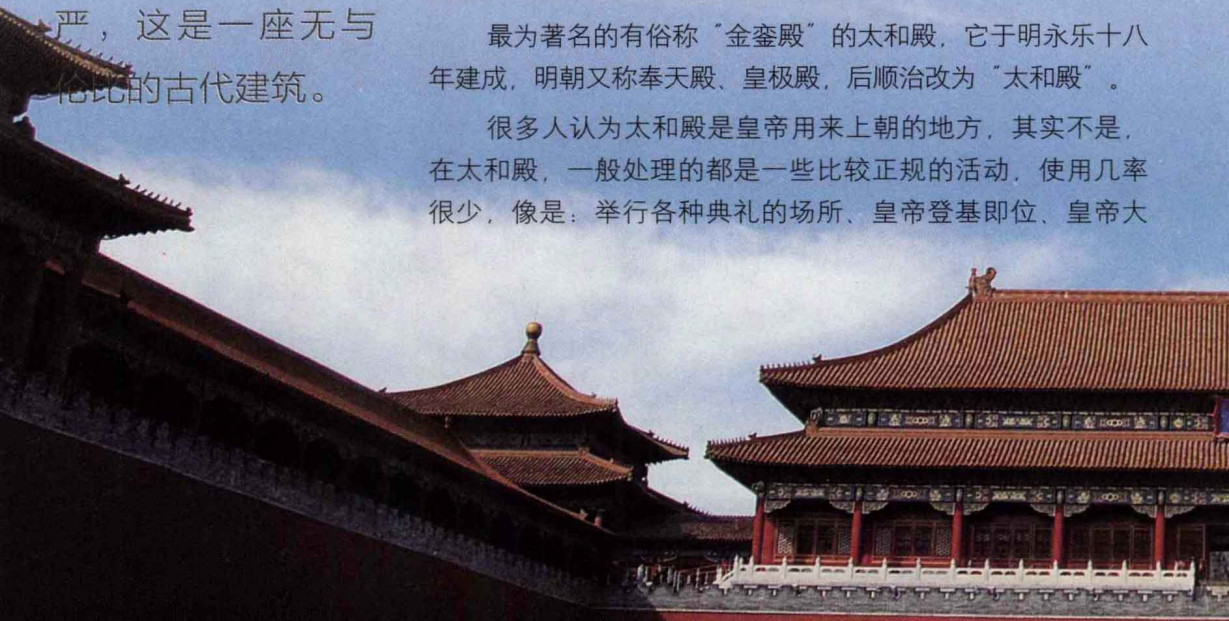 严，这是一座无与
伦比的古代建筑。
最为著名的有俗称“金銮殿”的太和殿，它于明永乐十八
年建成，明朝又称奉天殿、皇极殿，后顺治改为“太和殿”。
很多人认为太和殿是皇帝用来上朝的地方，其实不是，
在太和殿，一般处理的都是一些比较正规的活动，使用几率
很少，像是：举行各种典礼的场所、皇帝登基即位、皇帝大